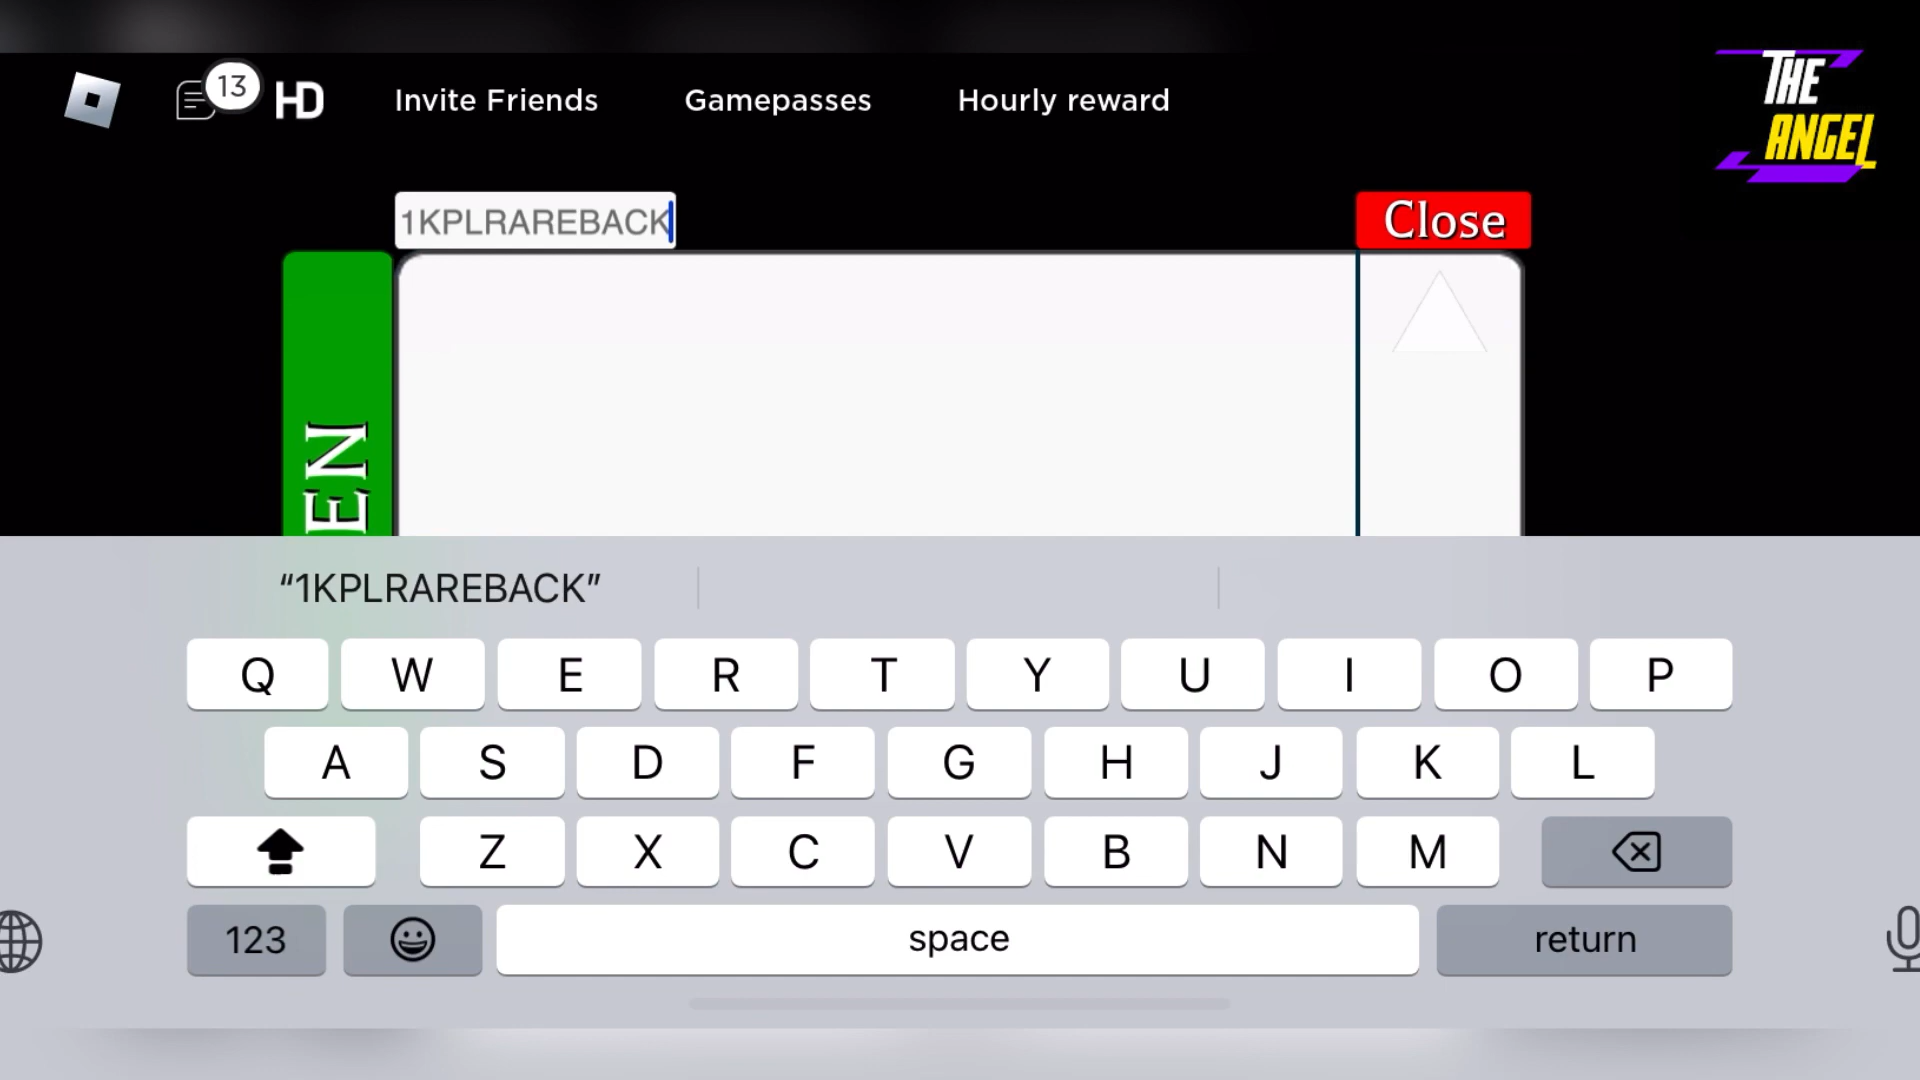 13 HD Invite Friends Gamepasses Hourly reward
THE
ANGEL
1KPLRAREBACK Close
EN
“1KPLRAREBACK”
Q W E R T Y U I O P
A S D F G H J K L
Z X C V B N M
123 space return